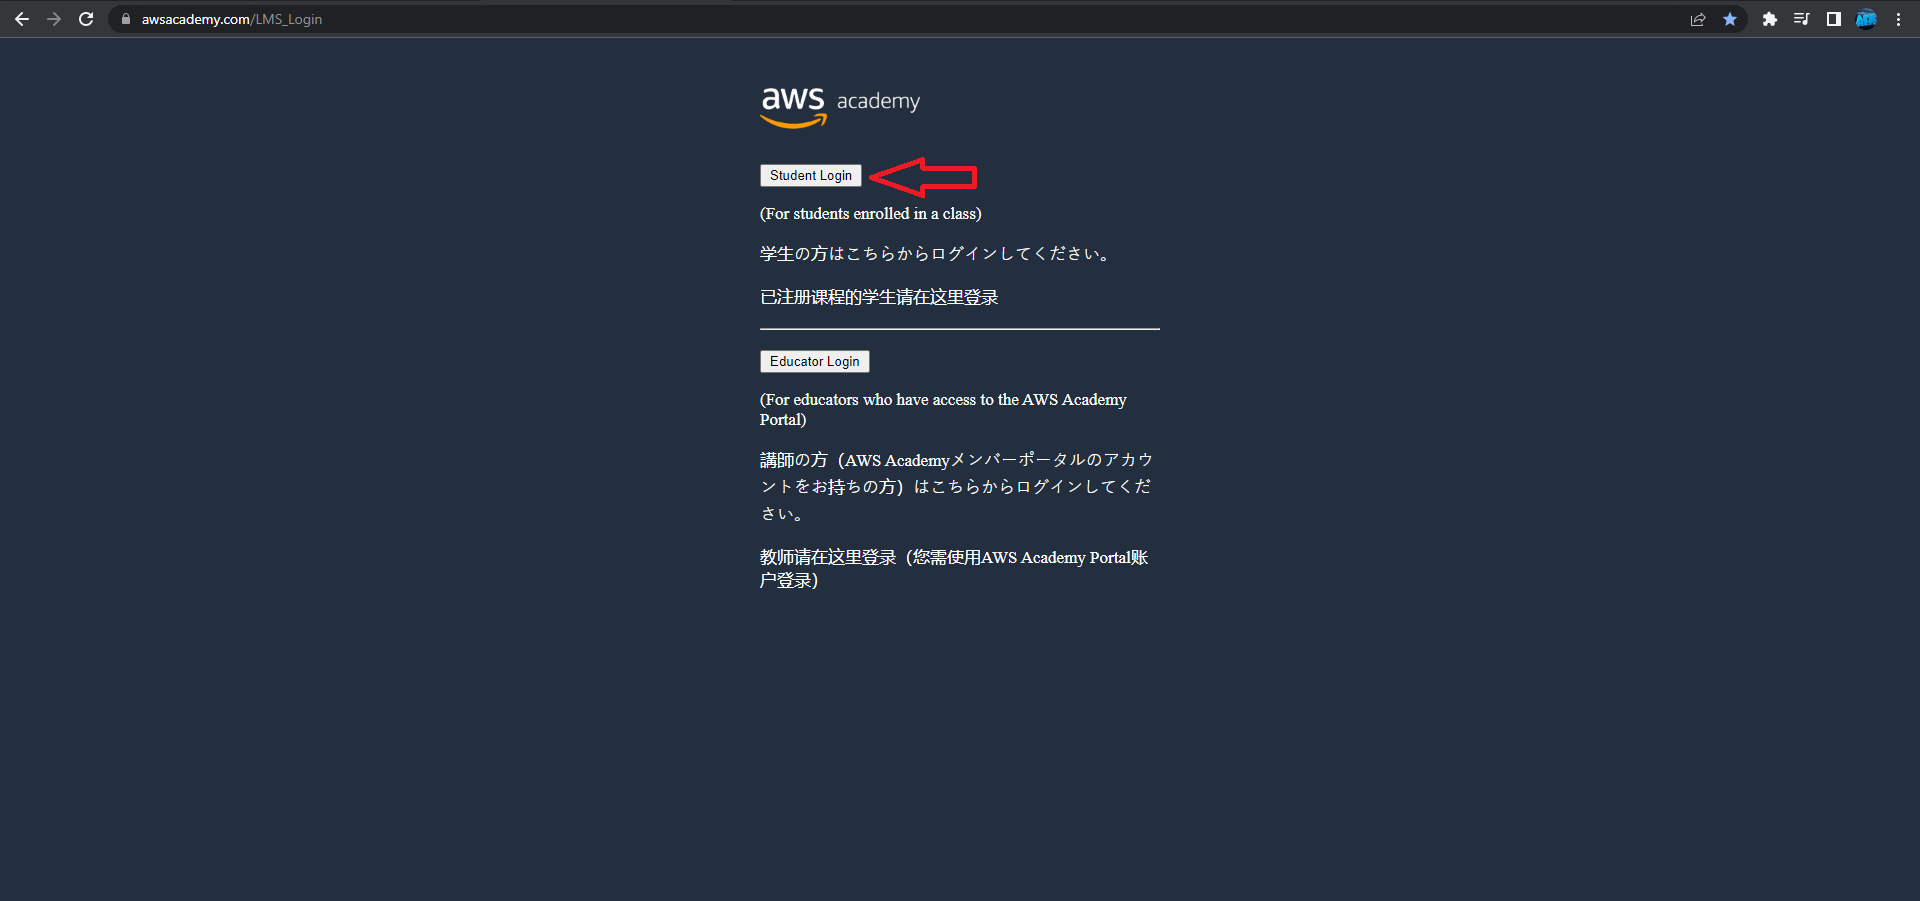 awsacademy.com/LMS_Login
aws academy
Student Login
(For students enrolled in a class)
学生の方はこちらからログインしてください。
已注册课程的学生请在这里登录
Educator Login
(For educators who have access to the AWS Academy
Portal)
講師の方（AWS Academyメンバーポータルのアカウ
ントをお持ちの方）はこちらからログインしてくだ
さい。
教师请在这里登录（您需使用AWS Academy Portal账
户登录）